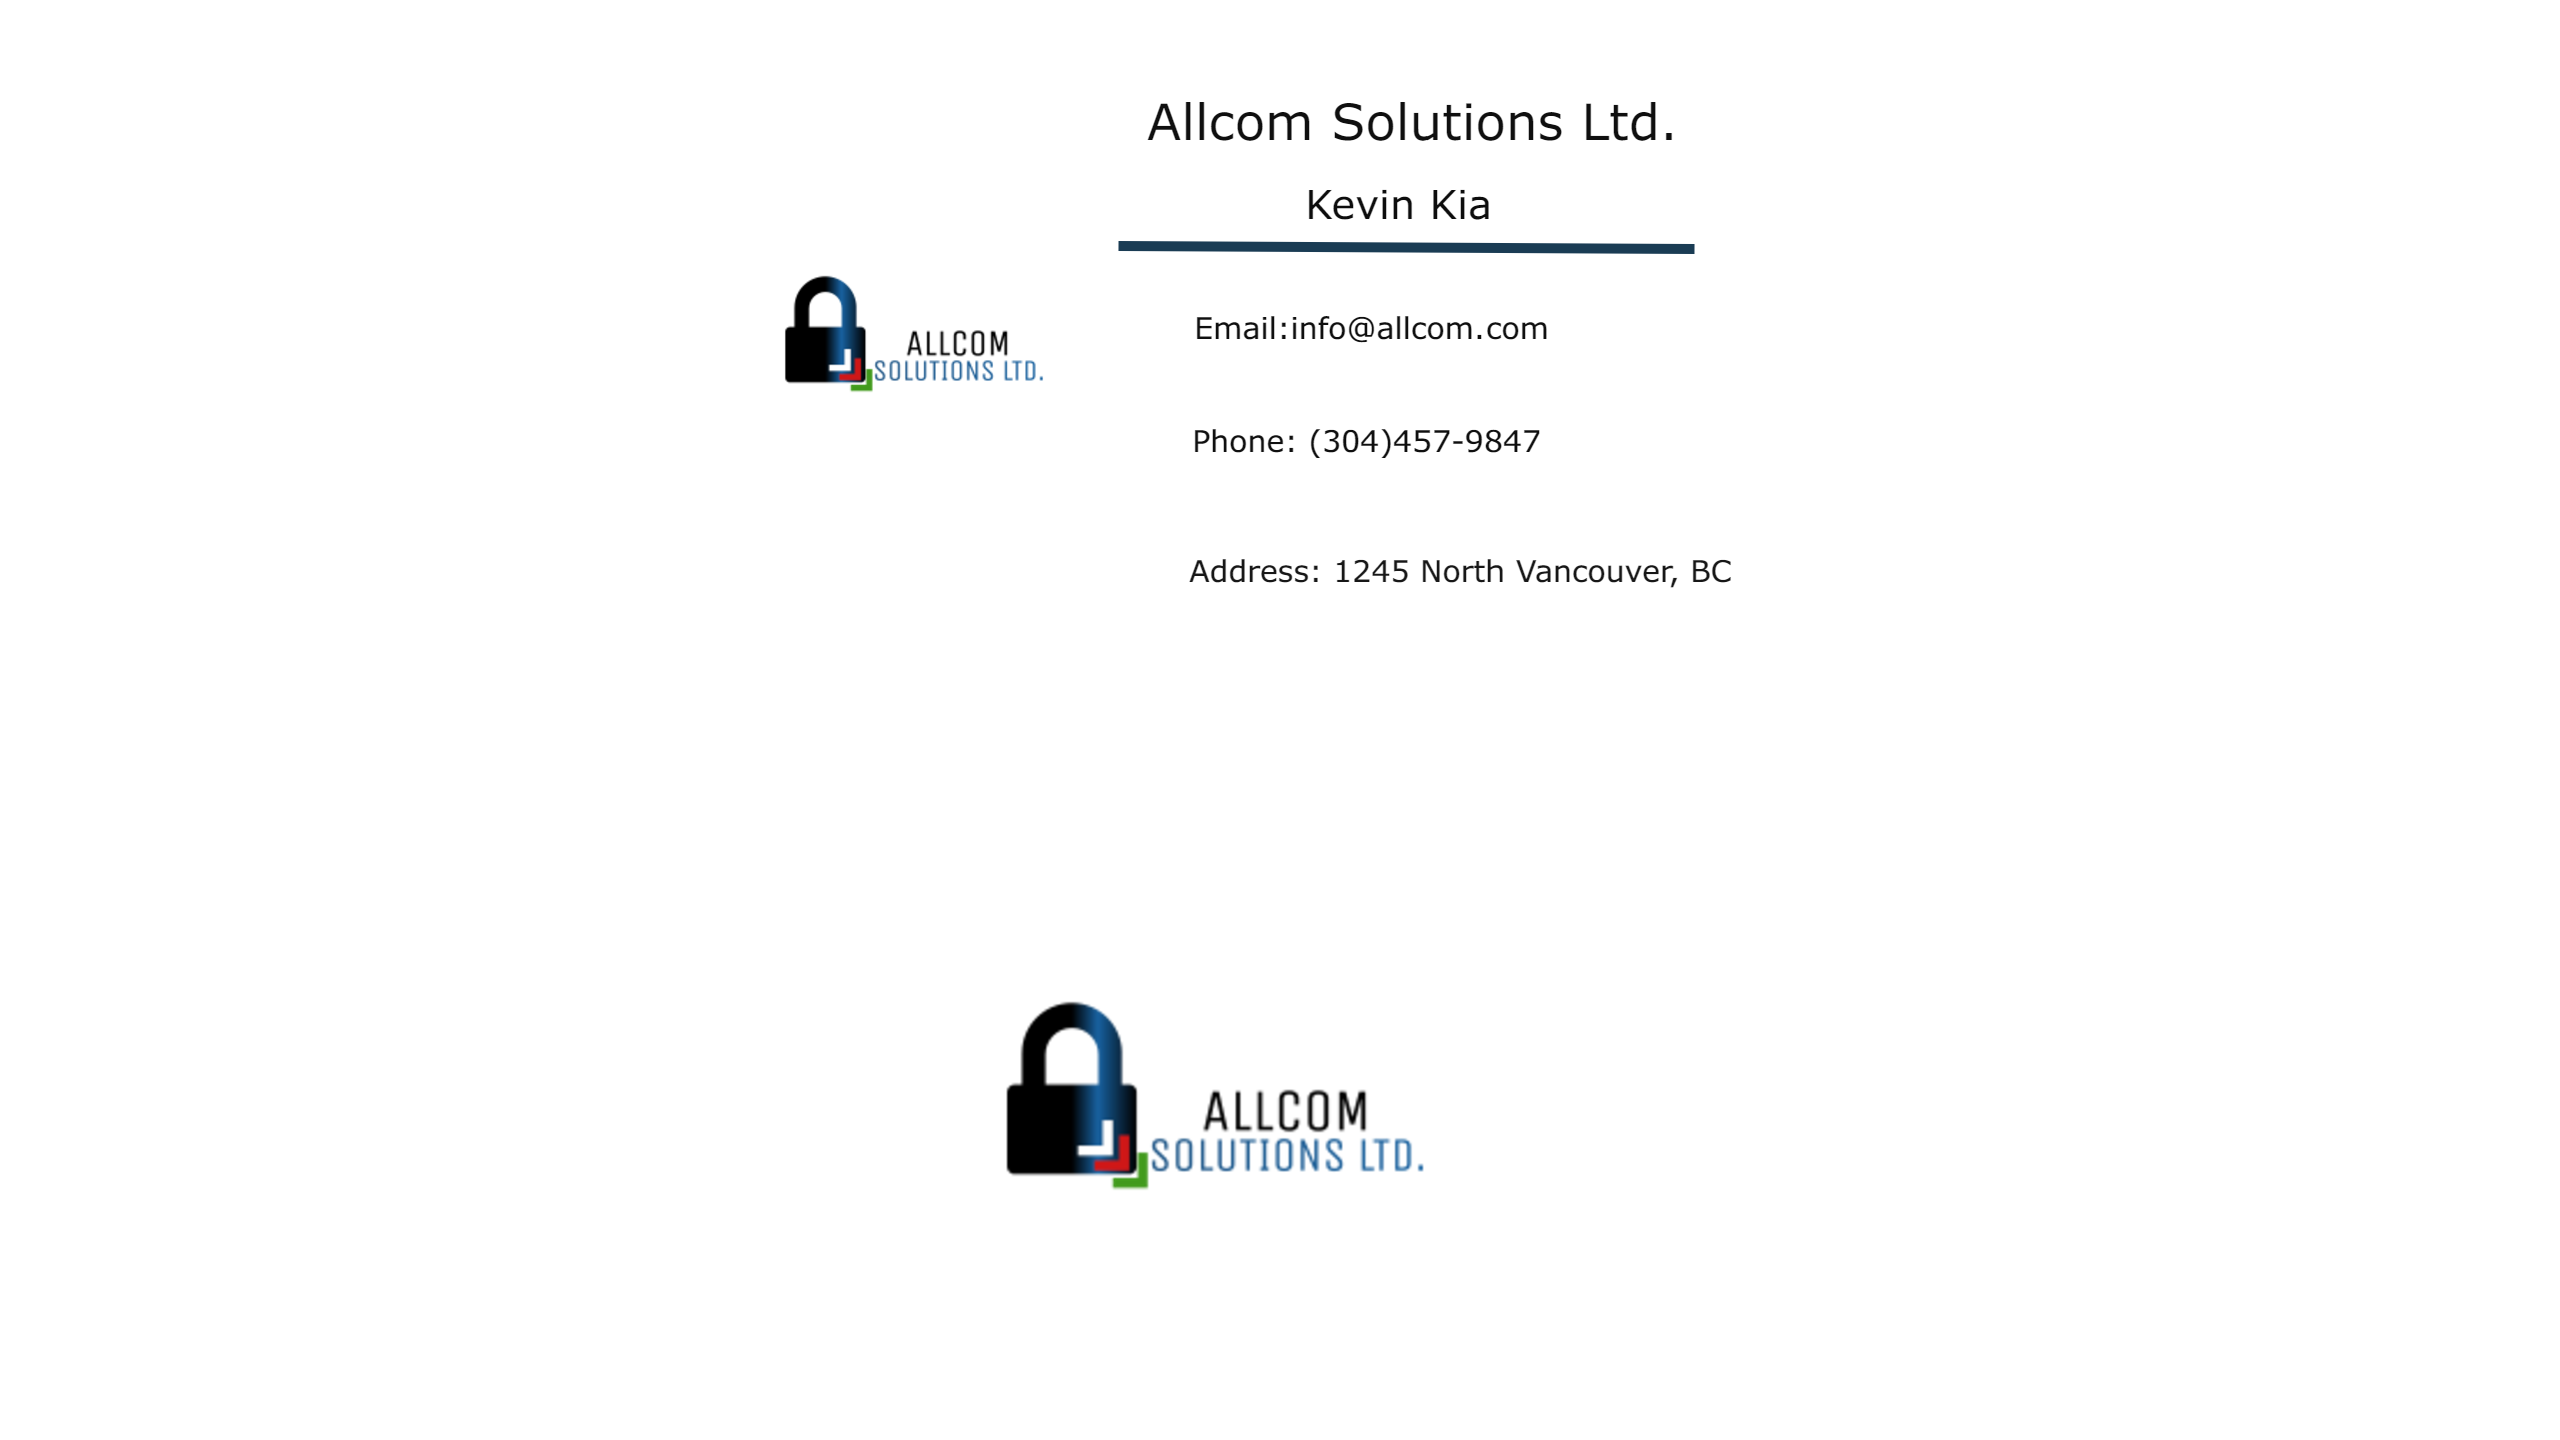 Allcom Solutions Ltd.
Kevin Kia
ALLCOM
SOLUTIONS LTD.
Email:info@allcom.com
Phone: (304)457-9847
Address: 1245 North Vancouver, BC
ALLCOM
SOLUTIONS LTD.